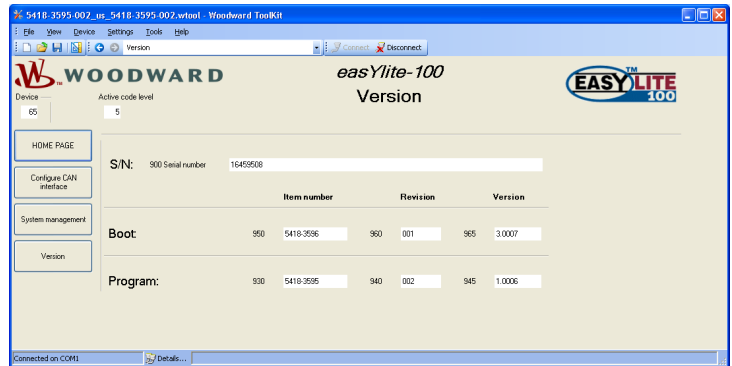 5418-3595-002_us_5418-3595-002.wtool - Woodward ToolKit
File View Device Settings Tools Help
Version Connect Disconnect
WOODWARD
easYlite-100
Version
EASYLITE™
100
Device
65
Active code level
5
HOME PAGE
Configure CAN
interface
System management
Version
S/N: 900 Serial number 16459508
Item number Revision Version
Boot: 950 5418-3596 960 001 965 3.0007
Program: 930 5418-3595 940 002 945 1.0006
Connected on COM1 Details...